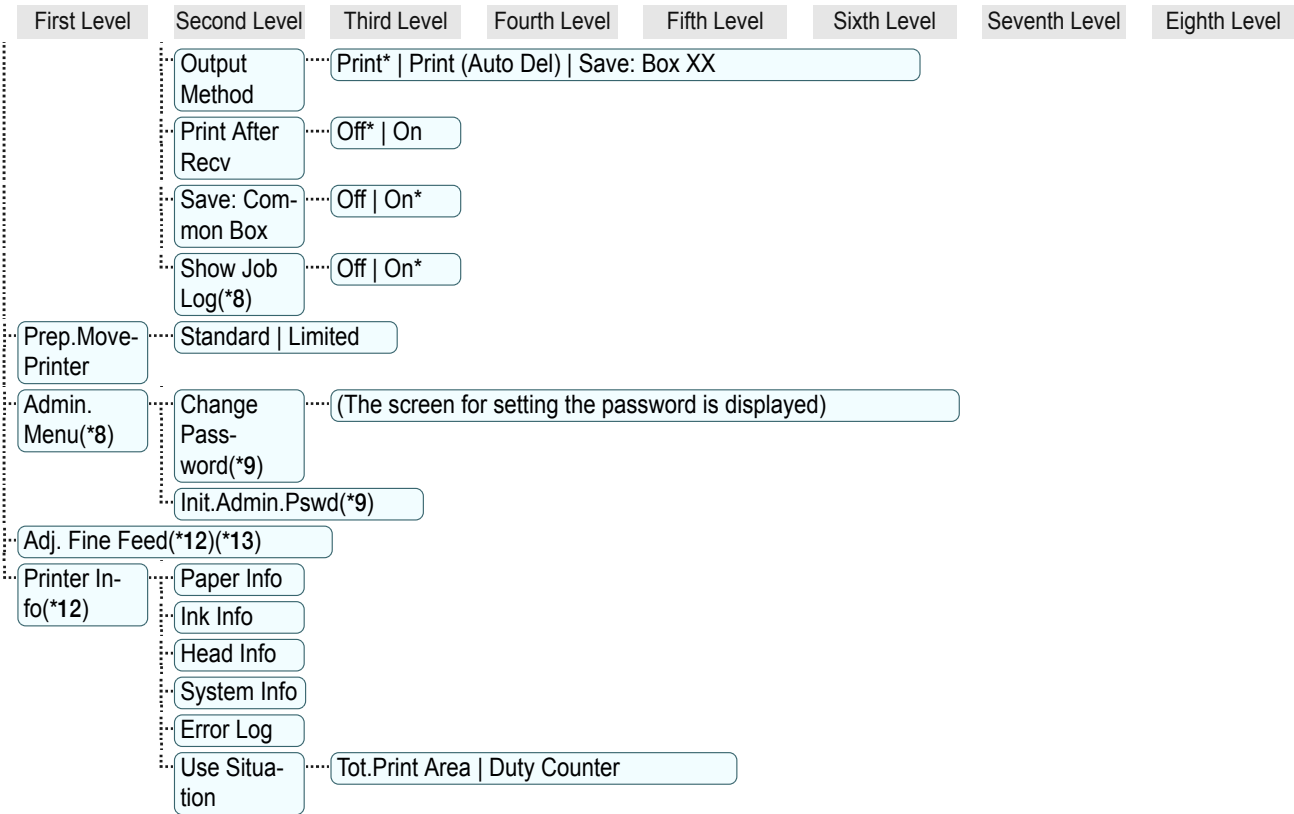 First Level Second Level Third Level Fourth Level Fifth Level Sixth Level Seventh Level Eighth Level
Output Print* | Print (Auto Del) | Save: Box XX
Method
Print After Off* | On
Recv
Save: Com- Off | On*
mon Box
Show Job Off | On*
Log(*8)
Prep.Move- Standard | Limited
Printer
Admin. Change (The screen for setting the password is displayed)
Menu(*8) Pass-
word(*9)
Init.Admin.Pswd(*9)
Adj. Fine Feed(*12)(*13)
Printer In- Paper Info
fo(*12) Ink Info
Head Info
System Info
Error Log
Use Situa- Tot.Print Area | Duty Counter
tion